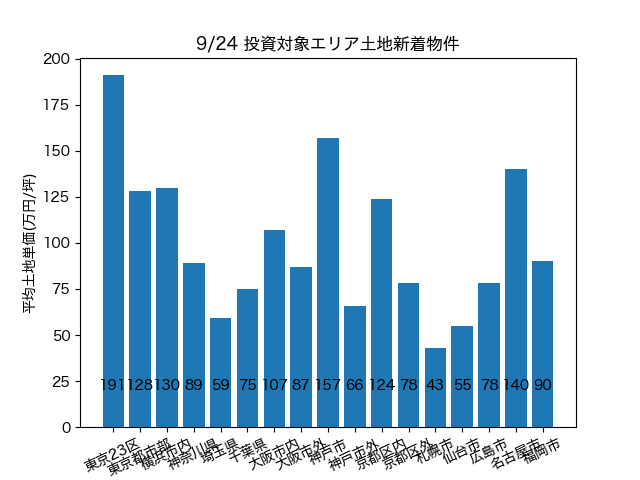 9/24 投資対象エリア土地新着物件
平均土地単価(万円/坪)
200
175
150
125
100
75
50
25
0
191 128 130 89 59 75 107 87 157 66 124 78 43 55 78 140 90
東京23区
東京都市部
横浜市内
神奈川県
埼玉県
千葉県
大阪市内
大阪市外
神戸市
神戸市外
京都区内
京都区外
札幌市
仙台市
広島市
名古屋市
福岡市